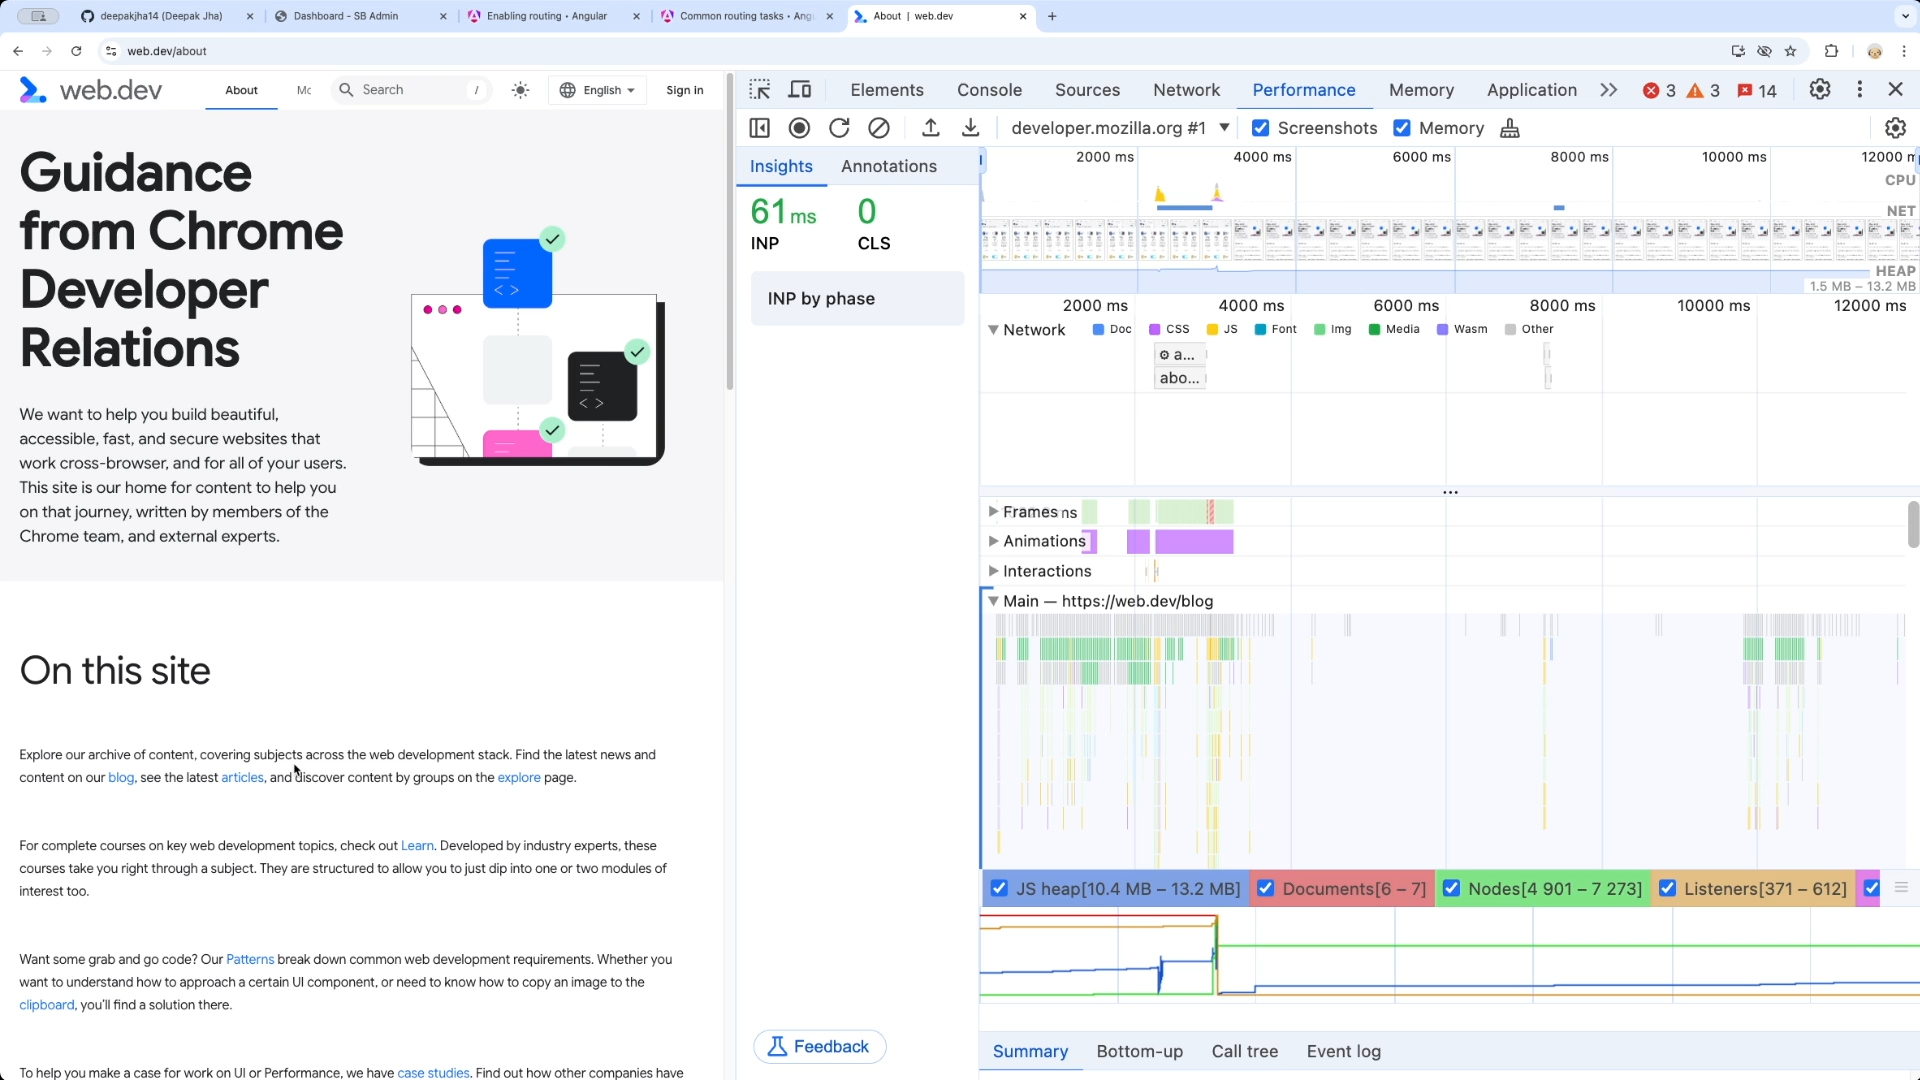 deepakjha14 (Deepak Jha)
Dashboard - SB Admin
Enabling routing • Angular
Common routing tasks • Ang
About | web.dev
web.dev/about
web.dev
About
Mc
Search
/
English
Sign in
Guidance
from Chrome
Developer
Relations
We want to help you build beautiful,
accessible, fast, and secure websites that
work cross-browser, and for all of your users.
This site is our home for content to help you
on that journey, written by members of the
Chrome team, and external experts.
On this site
Explore our archive of content, covering subjects across the web development stack. Find the latest news and
content on our blog, see the latest articles, and discover content by groups on the explore page.
For complete courses on key web development topics, check out Learn. Developed by industry experts, these
courses take you right through a subject. They are structured to allow you to just dip into one or two modules of
interest too.
Want some grab and go code? Our Patterns break down common web development requirements. Whether you
want to understand how to approach a certain UI component, or need to know how to copy an image to the
clipboard, you'll find a solution there.
To help you make a case for work on UI or Performance, we have case studies. Find out how other companies have
Elements Console Sources Network Performance Memory Application 3 3 14
developer.mozilla.org #1 Screenshots Memory
Insights Annotations
61 ms 0
INP CLS
INP by phase
Feedback
2000 ms 4000 ms 6000 ms 8000 ms 10000 ms 12000 m
CPU
NET
HEAP
1.5 MB – 13.2 MB
2000 ms 4000 ms 6000 ms 8000 ms 10000 ms 12000 ms
Network Doc CSS JS Font Img Media Wasm Other
a...
abo...
Frames ns
Animations
Interactions
Main — https://web.dev/blog
JS heap[10.4 MB – 13.2 MB] Documents[6 – 7] Nodes[4 901 – 7 273] Listeners[371 – 612]
Summary Bottom-up Call tree Event log